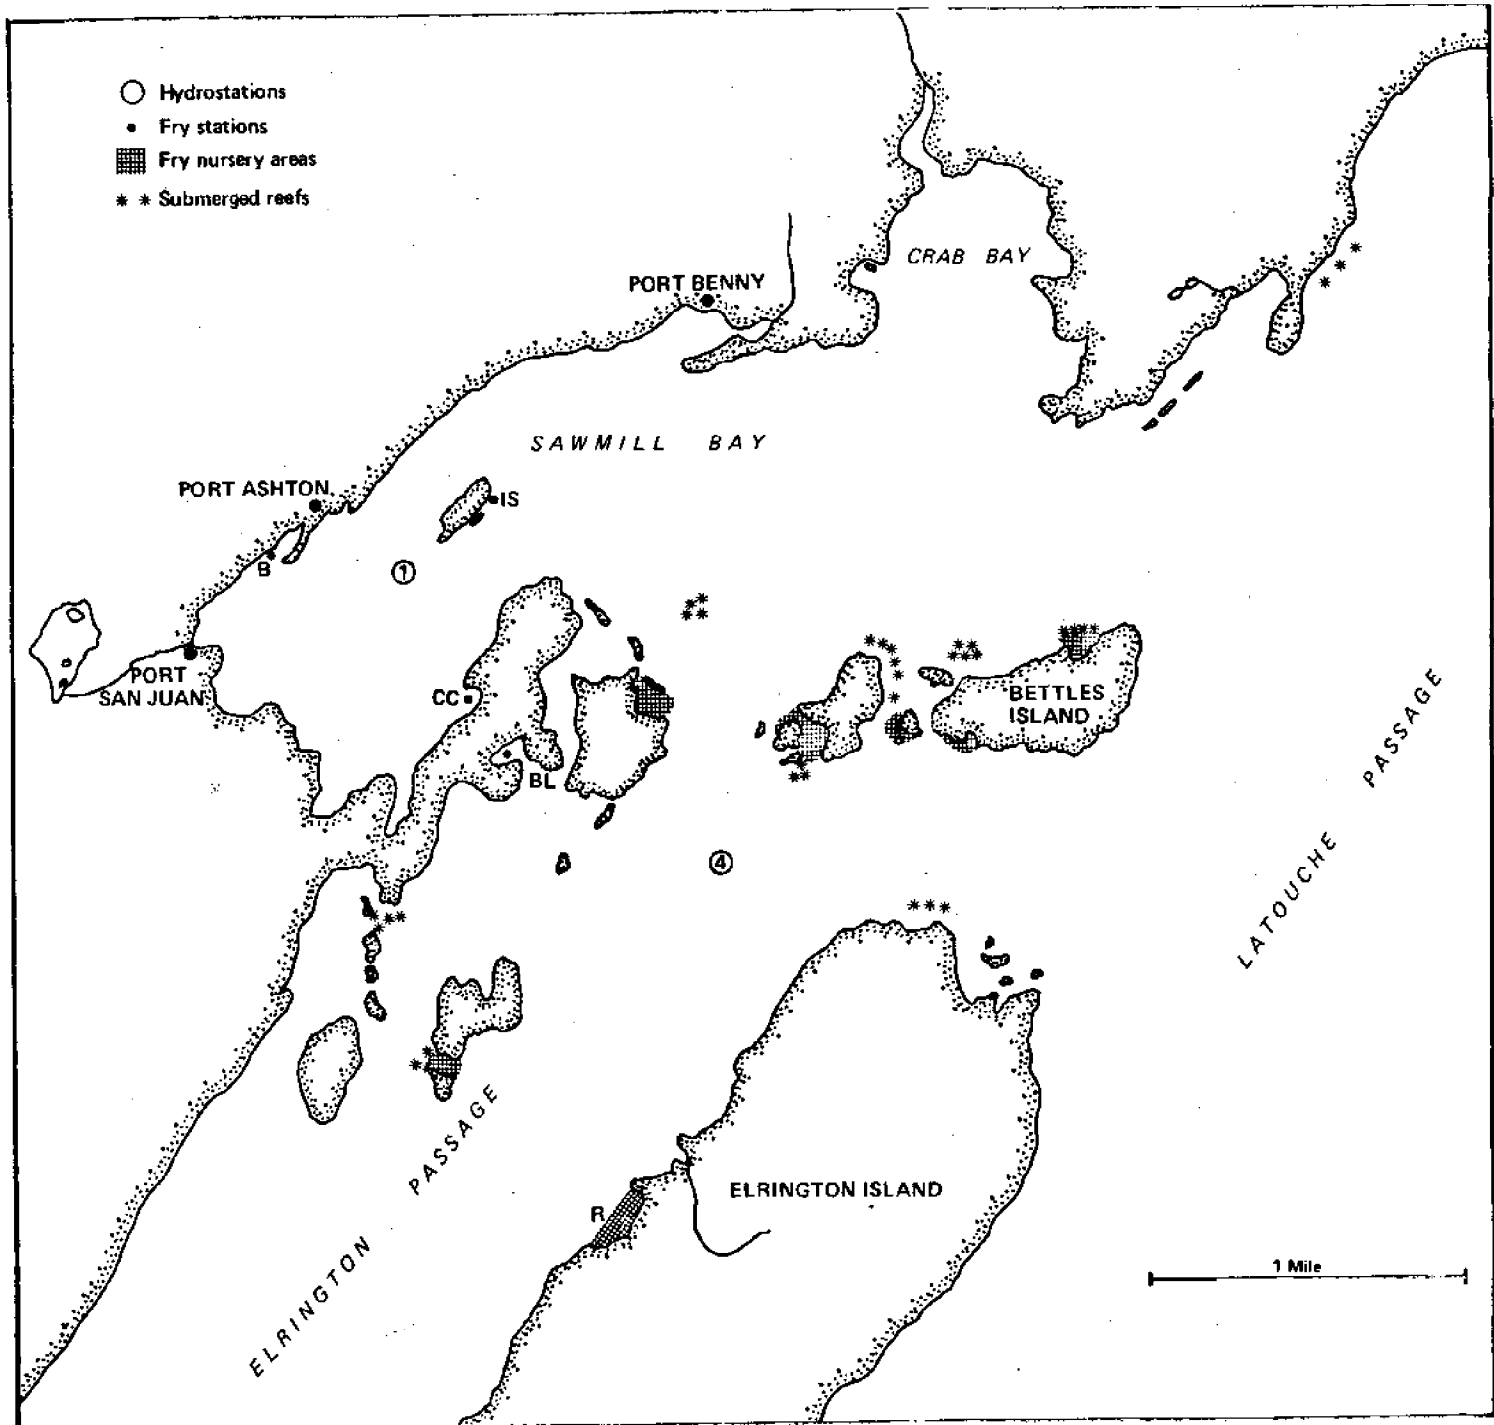 Hydrostations
Fry stations
Fry nursery areas
* * Submerged reefs
CRAB BAY
PORT BENNY
SAWMILL BAY
PORT ASHTON
IS
B
1
PORT
SAN JUAN
CC
BL
BETTLES
ISLAND
4
LATOUCHE PASSAGE
ELRINGTON PASSAGE
R
ELRINGTON ISLAND
1 Mile